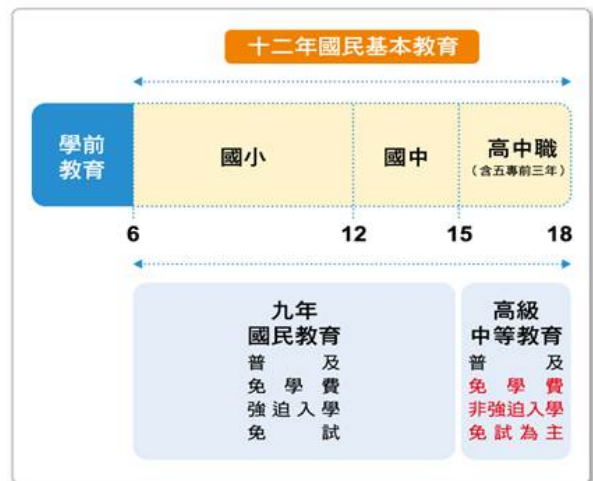 十二年國民基本教育
學前
教育
國小
國中
高中職
（含五專前三年）
6
12
15
18
九年
國民教育
普及
免學費
強迫入學
免試
高級
中等教育
普及
免學費
非強迫入學
免試為主